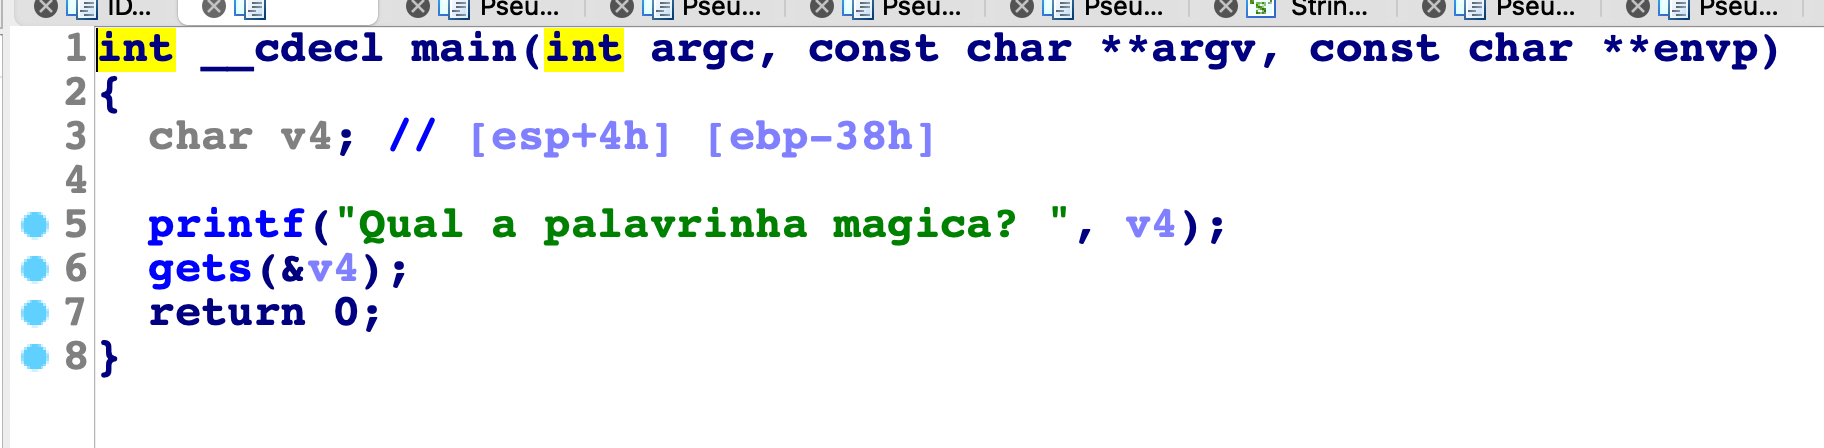 ID... Pseu... Pseu... Pseu... Pseu... Strin... Pseu... Pseu...
1 int __cdecl main(int argc, const char **argv, const char **envp)
2 {
3 char v4; // [esp+4h] [ebp-38h]
4
5 printf("Qual a palavrinha magica? ", v4);
6 gets(&v4);
7 return 0;
8 }